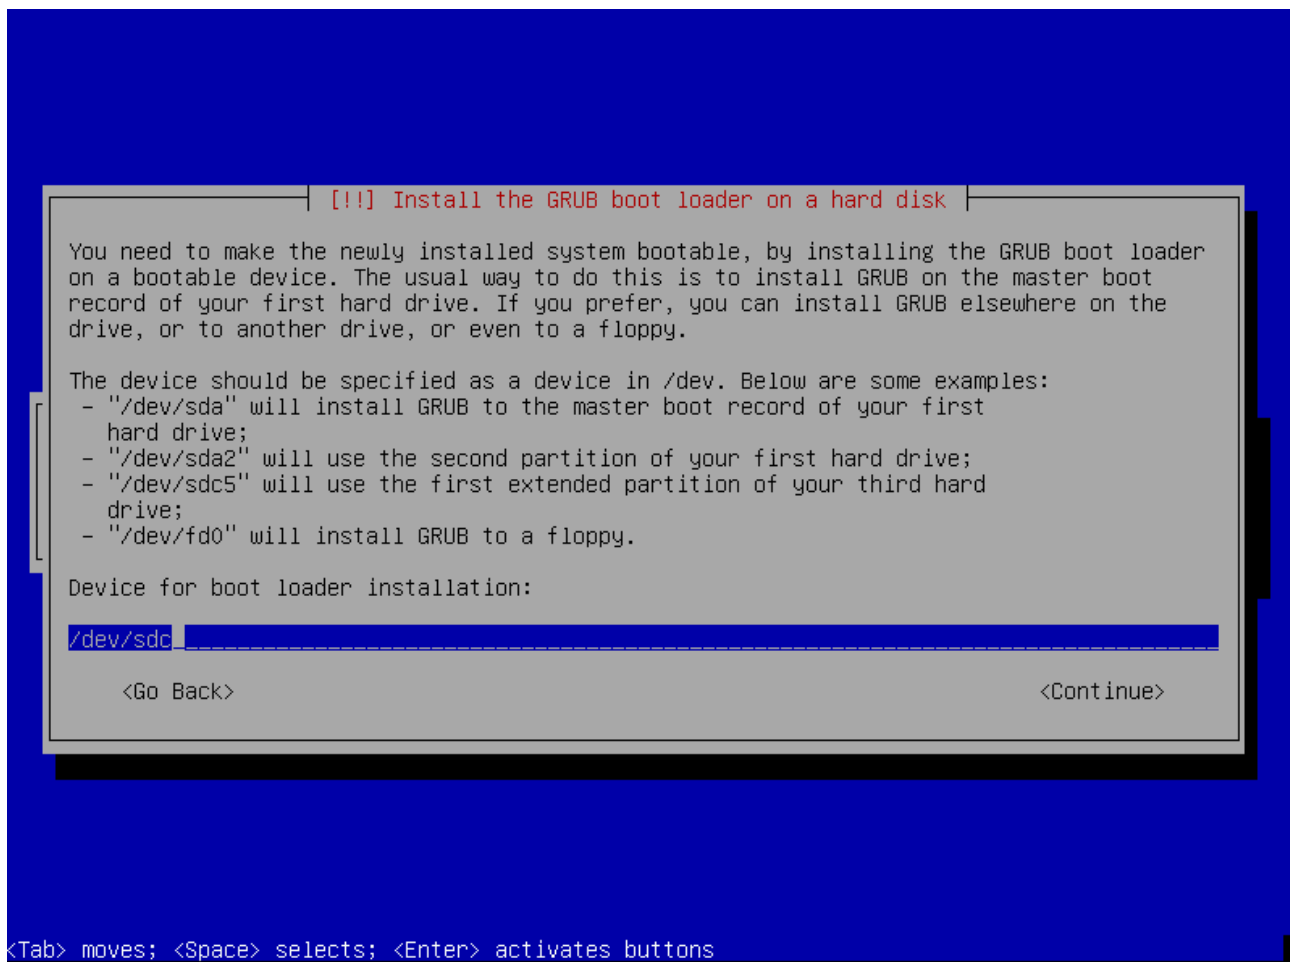 [!!] Install the GRUB boot loader on a hard disk
You need to make the newly installed system bootable, by installing the GRUB boot loader
on a bootable device. The usual way to do this is to install GRUB on the master boot
record of your first hard drive. If you prefer, you can install GRUB elsewhere on the
drive, or to another drive, or even to a floppy.
The device should be specified as a device in /dev. Below are some examples:
- "/dev/sda" will install GRUB to the master boot record of your first
hard drive;
- "/dev/sda2" will use the second partition of your first hard drive;
- "/dev/sdc5" will use the first extended partition of your third hard
drive;
- "/dev/fd0" will install GRUB to a floppy.
Device for boot loader installation:
/dev/sdc
<Go Back> <Continue>
<Tab> moves; <Space> selects; <Enter> activates buttons